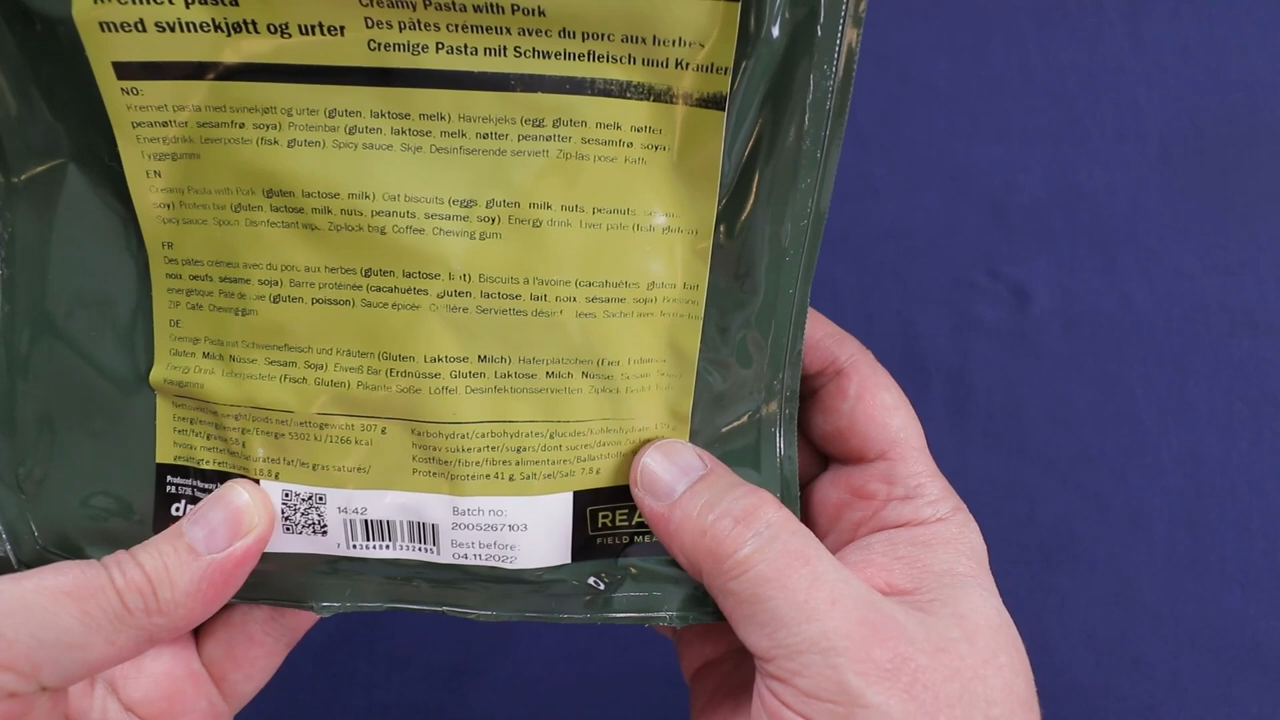 Kremet pasta
med svinekjøtt og urter
Creamy Pasta with Pork
Des pâtes crémeux avec du porc aux herbes
Cremige Pasta mit Schweinefleisch und Kräuter
NO:
Kremet pasta med svinekjøtt og urter (gluten, laktose, melk). Havrekjeks (egg, gluten, melk, nøtter
peanøtter, sesamfrø, soya). Proteinbar (gluten, laktose, melk, nøtter, peanøtter, sesamfrø, soya)
Energidrikk. Leverpostei (fisk, gluten). Spicy sauce. Skje. Desinfiserende serviett. Zip-lås pose. Kaffe
Tyggegummi
EN
Creamy Pasta with Pork (gluten, lactose, milk). Oat biscuits (eggs, gluten, milk, nuts, peanuts, sesame,
soy). Protein bar (gluten, lactose, milk, nuts, peanuts, sesame, soy). Energy drink. Liver pate (fish, gluten)
Spicy sauce. Spoon. Disinfectant wipe. Zip-lock bag. Coffee. Chewing gum
FR
Des pâtes crémeux avec du porc aux herbes (gluten, lactose, lait). Biscuits à l'avoine (cacahuètes, gluten, lait
noix, oeufs, sésame, soja). Barre protéinée (cacahuètes, gluten, lactose, lait, noix, sésame, soja) Boisson
énergétique. Pâté de foie (gluten, poisson). Sauce épicée. Cuillère. Serviettes Sachet avec
ZIP. Café. Chewing-gum
DE:
Cremige Pasta mit Schweinefleisch und Kräutern (Gluten, Laktose, Milch). Haferplätzchen (Eier, Erdnüsse,
Gluten, Milch, Nüsse, Sesam, Soja). Eiweiß Bar (Erdnüsse, Gluten, Laktose, Milch, Nüsse, Sesam, Soja)
Energy Drink. Leberpastete (Fisch, Gluten). Pikante Soße. Löffel. Desinfektionsservietten. Ziplock Beutel.
Kaugummi
Nettovekt/net weight/poids net/nettogewicht 307 g
Energi/energy/énergie/Energie 5302 kJ/1266 kcal
Fett/fat/graisse 58 g
hvorav mettet fett/saturated fat/les gras saturés/
gesättigte Fettsäuren 18,8 g
Karbohydrat/carbohydrates/glucides/Kohlenhydrate
hvorav sukkerarter/sugars/dont sucres/davon Zucker
Kostfiber/fibre/fibres alimentaires/Ballaststoffe
Protein/protéine 41 g, Salt/sel/Salz 7,8 g
Produced in Norway
P.B. 5736
14:42
7 036480 332495
Batch no:
2005267103
Best before:
04.11.2022
REA
FIELD MEA